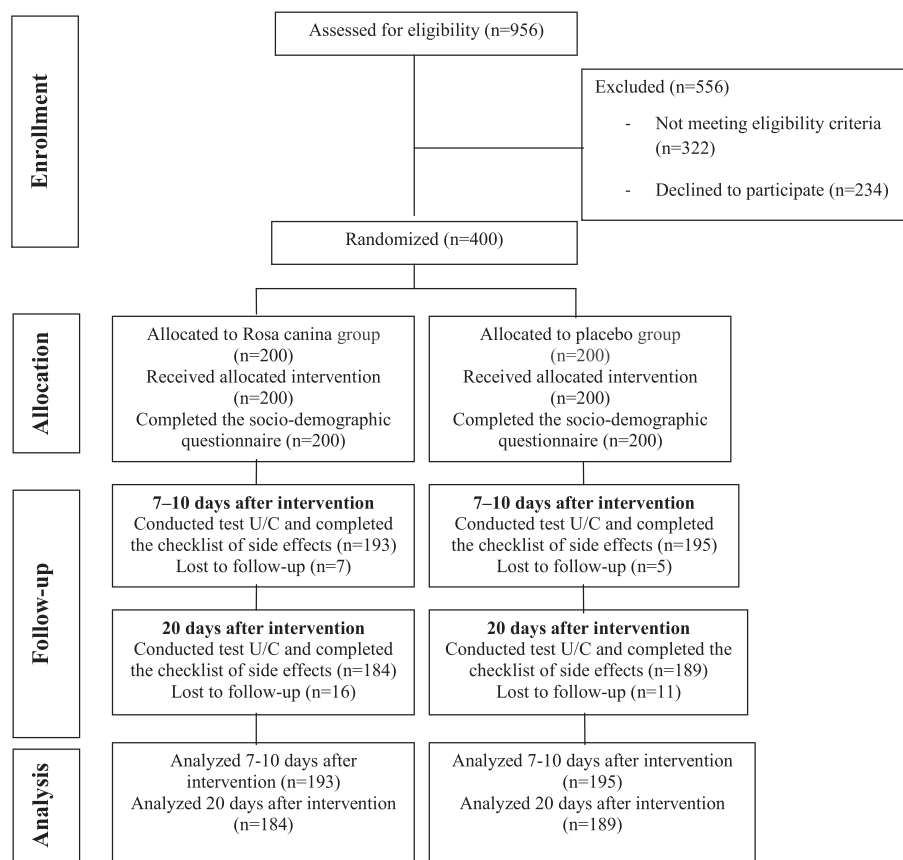 Enrollment
Assessed for eligibility (n=956)
Excluded (n=556)
- Not meeting eligibility criteria
(n=322)
- Declined to participate (n=234)
Randomized (n=400)
Allocation
Allocated to Rosa canina group
(n=200)
Received allocated intervention
(n=200)
Completed the socio-demographic
questionnaire (n=200)
Allocated to placebo group
(n=200)
Received allocated intervention
(n=200)
Completed the socio-demographic
questionnaire (n=200)
Follow-up
7–10 days after intervention
Conducted test U/C and completed
the checklist of side effects (n=193)
Lost to follow-up (n=7)
7–10 days after intervention
Conducted test U/C and completed
the checklist of side effects (n=195)
Lost to follow-up (n=5)
20 days after intervention
Conducted test U/C and completed
the checklist of side effects (n=184)
Lost to follow-up (n=16)
20 days after intervention
Conducted test U/C and completed the
checklist of side effects (n=189)
Lost to follow-up (n=11)
Analysis
Analyzed 7-10 days after
intervention (n=193)
Analyzed 20 days after intervention
(n=184)
Analyzed 7-10 days after intervention
(n=195)
Analyzed 20 days after intervention
(n=189)